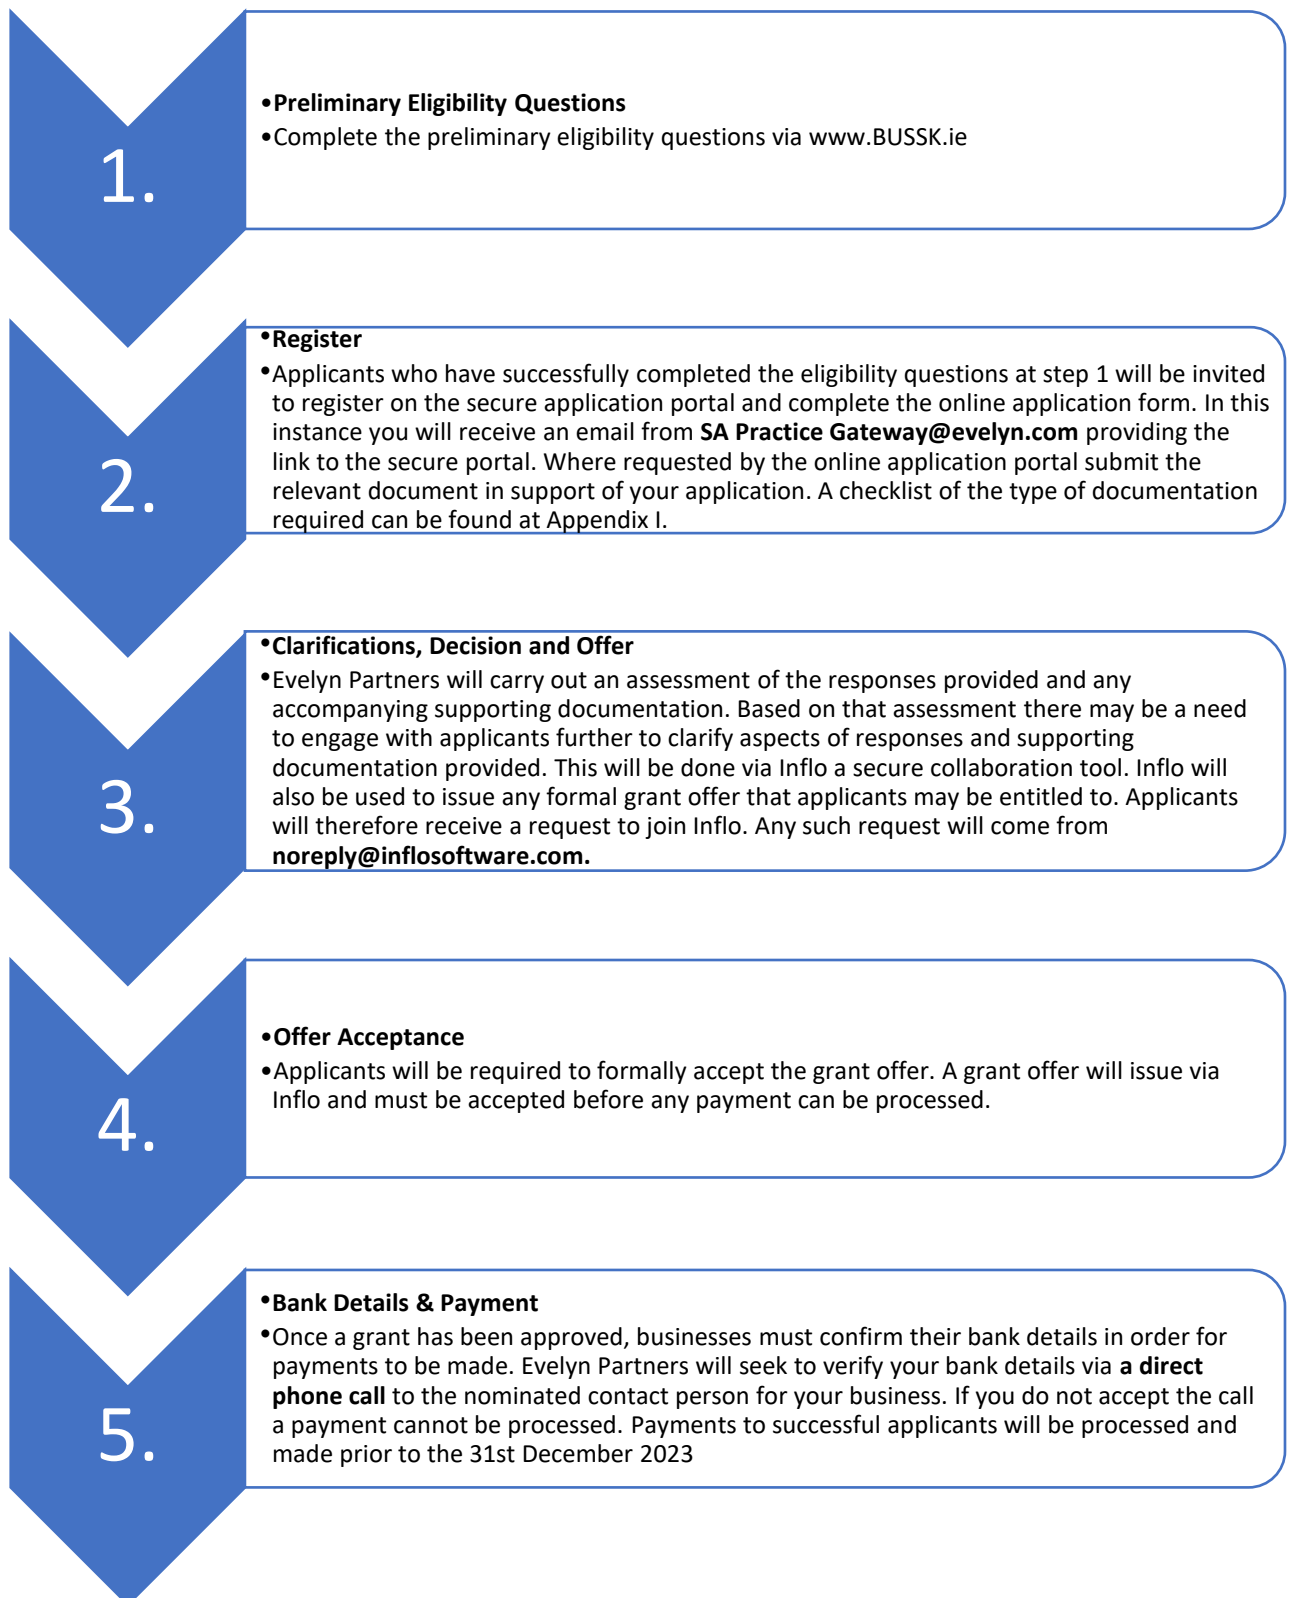 1.
•Preliminary Eligibility Questions
•Complete the preliminary eligibility questions via www.BUSSK.ie
2.
•Register
•Applicants who have successfully completed the eligibility questions at step 1 will be invited
to register on the secure application portal and complete the online application form. In this
instance you will receive an email from SA Practice Gateway@evelyn.com providing the
link to the secure portal. Where requested by the online application portal submit the
relevant document in support of your application. A checklist of the type of documentation
required can be found at Appendix I.
3.
•Clarifications, Decision and Offer
•Evelyn Partners will carry out an assessment of the responses provided and any
accompanying supporting documentation. Based on that assessment there may be a need
to engage with applicants further to clarify aspects of responses and supporting
documentation provided. This will be done via Inflo a secure collaboration tool. Inflo will
also be used to issue any formal grant offer that applicants may be entitled to. Applicants
will therefore receive a request to join Inflo. Any such request will come from
noreply@inflosoftware.com.
4.
•Offer Acceptance
•Applicants will be required to formally accept the grant offer. A grant offer will issue via
Inflo and must be accepted before any payment can be processed.
5.
•Bank Details & Payment
•Once a grant has been approved, businesses must confirm their bank details in order for
payments to be made. Evelyn Partners will seek to verify your bank details via a direct
phone call to the nominated contact person for your business. If you do not accept the call
a payment cannot be processed. Payments to successful applicants will be processed and
made prior to the 31st December 2023